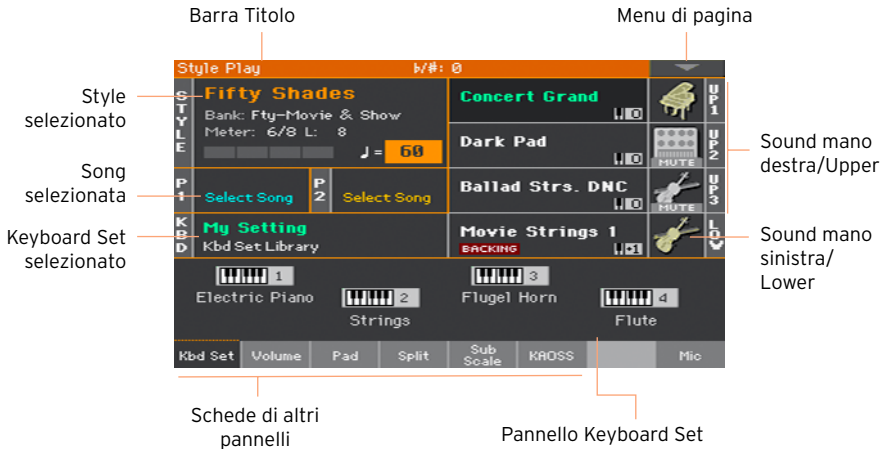 Barra Titolo
Menu di pagina
Style Play ♭/#: 0
STYLE
Fifty Shades
Bank: Fty-Movie & Show
Meter: 6/8 L: 8
♩= 60
P1
Select Song
P2
Select Song
KBD
My Setting
Kbd Set Library
Concert Grand
UP1
Dark Pad
MUTE
UP2
Ballad Strs. DNC
MUTE
UP3
Movie Strings 1
BACKING
LOW
1
Electric Piano
2
Strings
3
Flugel Horn
4
Flute
Kbd Set Volume Pad Split Sub Scale KAOSS Mic
Style
selezionato
Song
selezionata
Keyboard Set
selezionato
Sound mano
destra/Upper
Sound mano
sinistra/
Lower
Schede di altri
pannelli
Pannello Keyboard Set